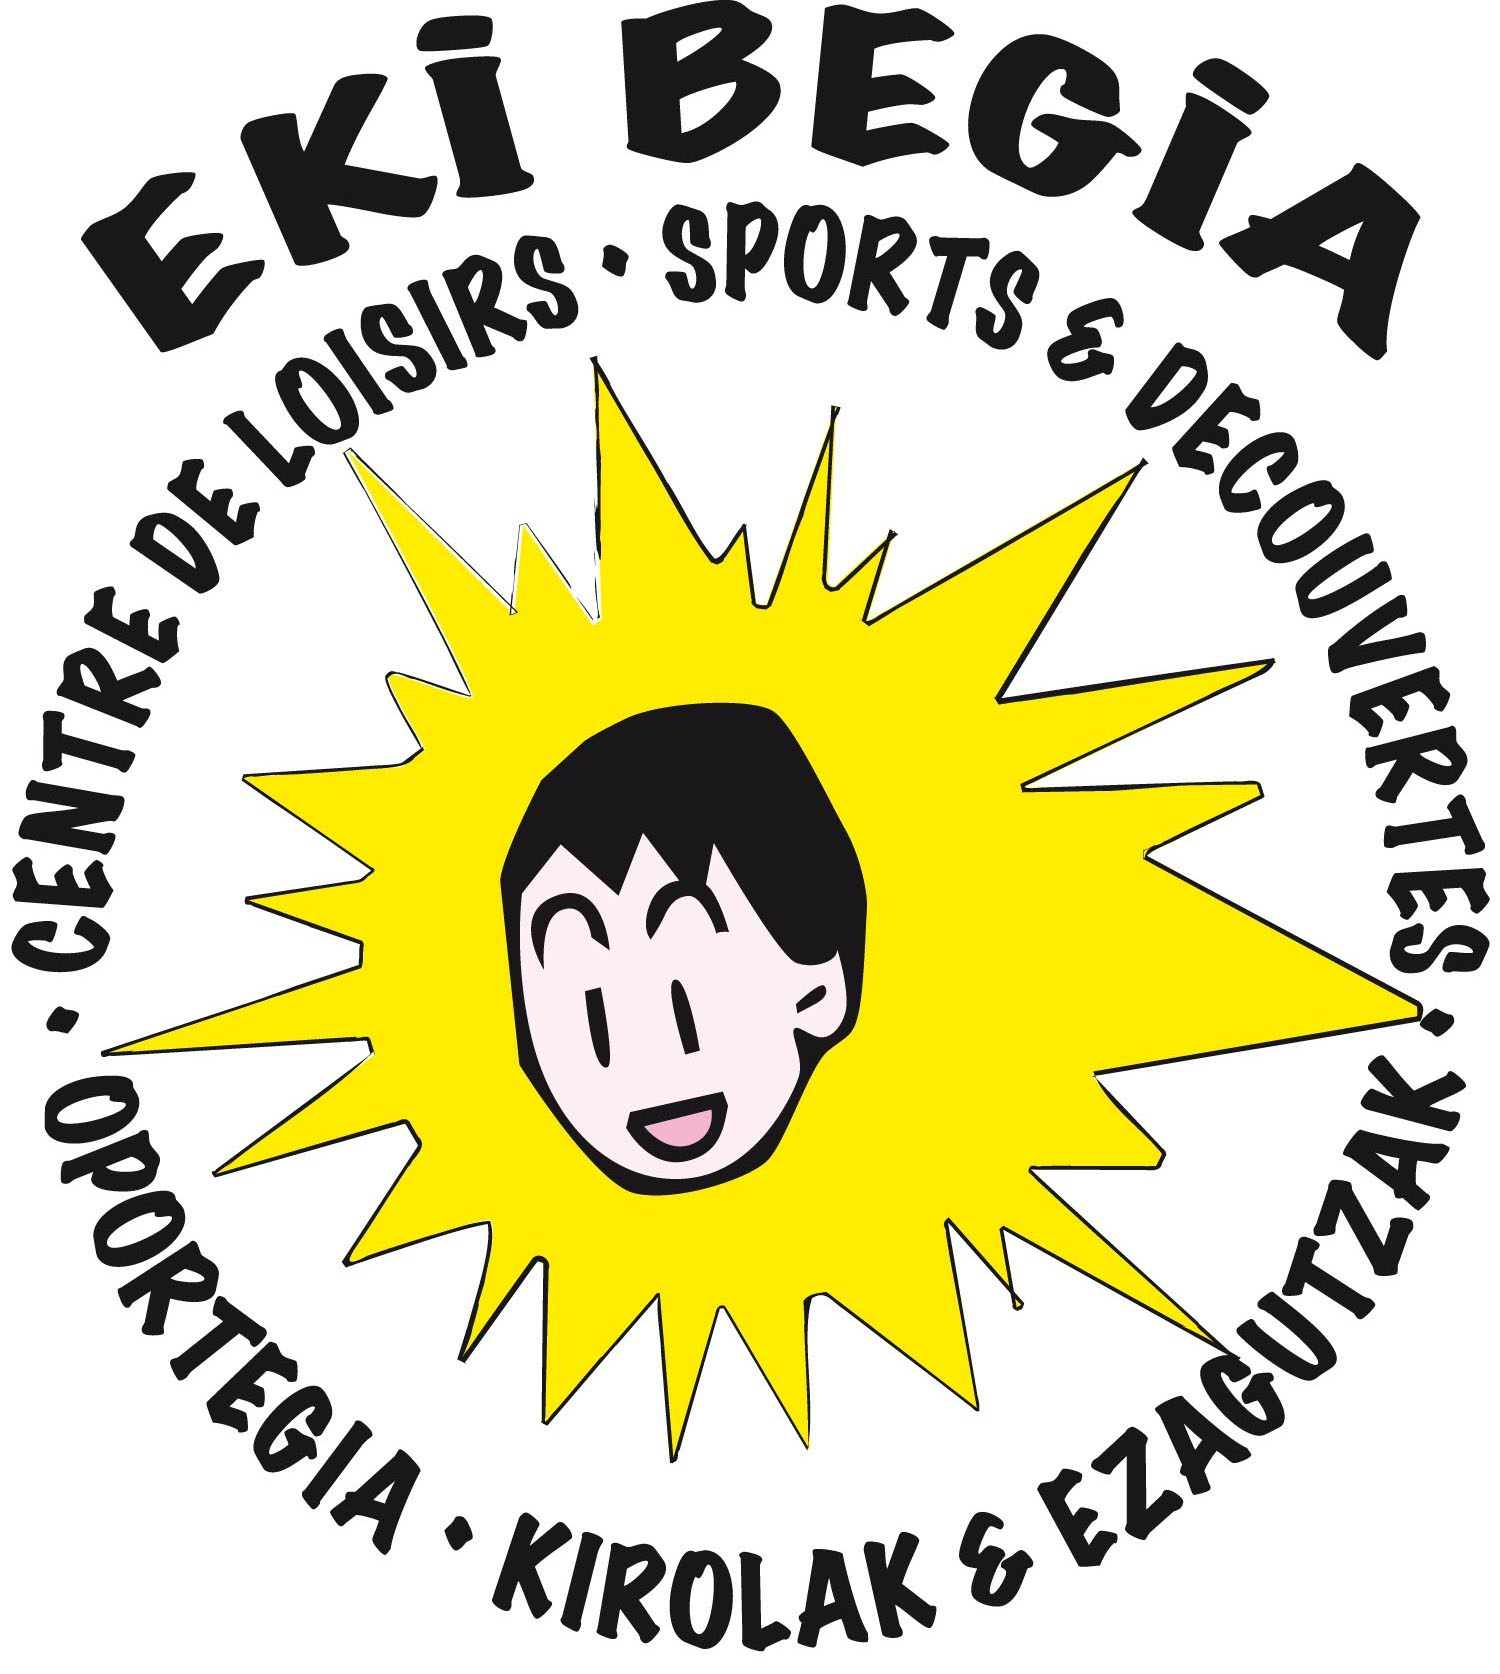 EKI BEGIA
• CENTRE DE LOISIRS • SPORTS & DECOUVERTES •
OPORTEGIA • KIROLAK & EZAGUTZAK